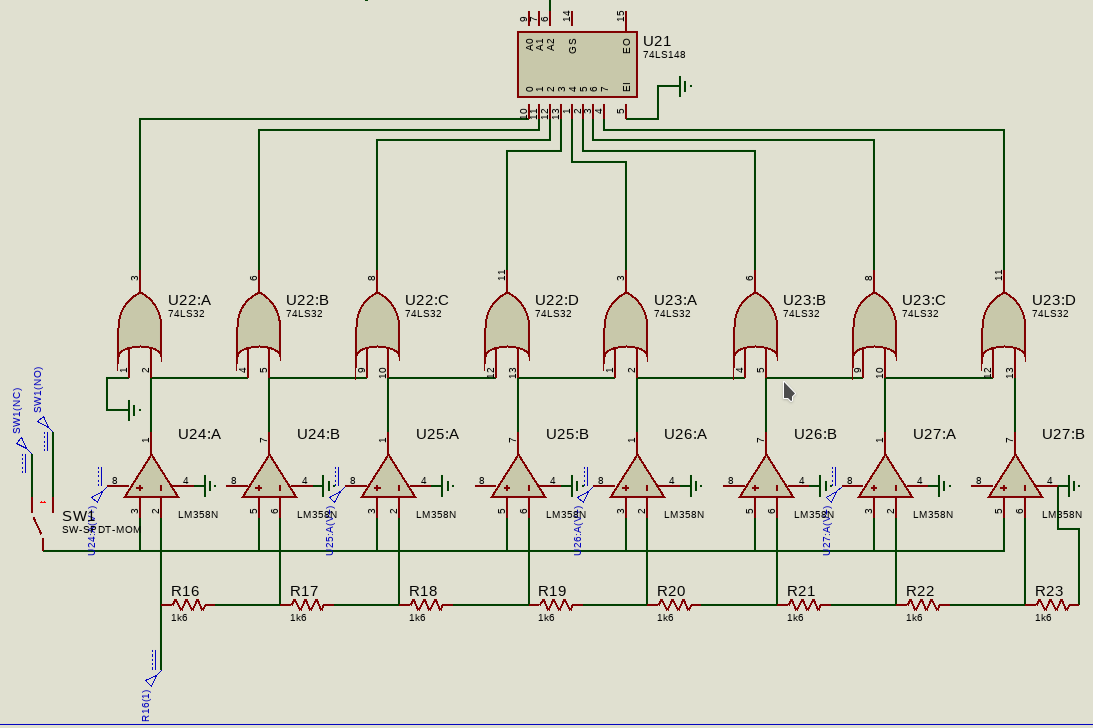 9 7 6 14 15
A0 A1 A2 GS EO
U21
74LS148
0 1 2 3 4 5 6 7 EI
10 11 12 13 1 2 3 4 5
3 6 8 11 3 6 8 11
U22:A U22:B U22:C U22:D U23:A U23:B U23:C U23:D
74LS32 74LS32 74LS32 74LS32 74LS32 74LS32 74LS32 74LS32
1 2 4 5 9 10 12 13 1 2 4 5 9 10 12 13
SW1(NC) SW1(NO)
1 7 1 7 1 7 1 7
U24:A U24:B U25:A U25:B U26:A U26:B U27:A U27:B
8 4 8 4 8 4 8 4 8 4 8 4 8 4 8 4
3 2 5 6 3 2 5 6 3 2 5 6 3 2 5 6
LM358N LM358N LM358N LM358N LM358N LM358N LM358N LM358N
SW1
SW-SPDT-MOM
R16 R17 R18 R19 R20 R21 R22 R23
1k6 1k6 1k6 1k6 1k6 1k6 1k6 1k6
R16(1)